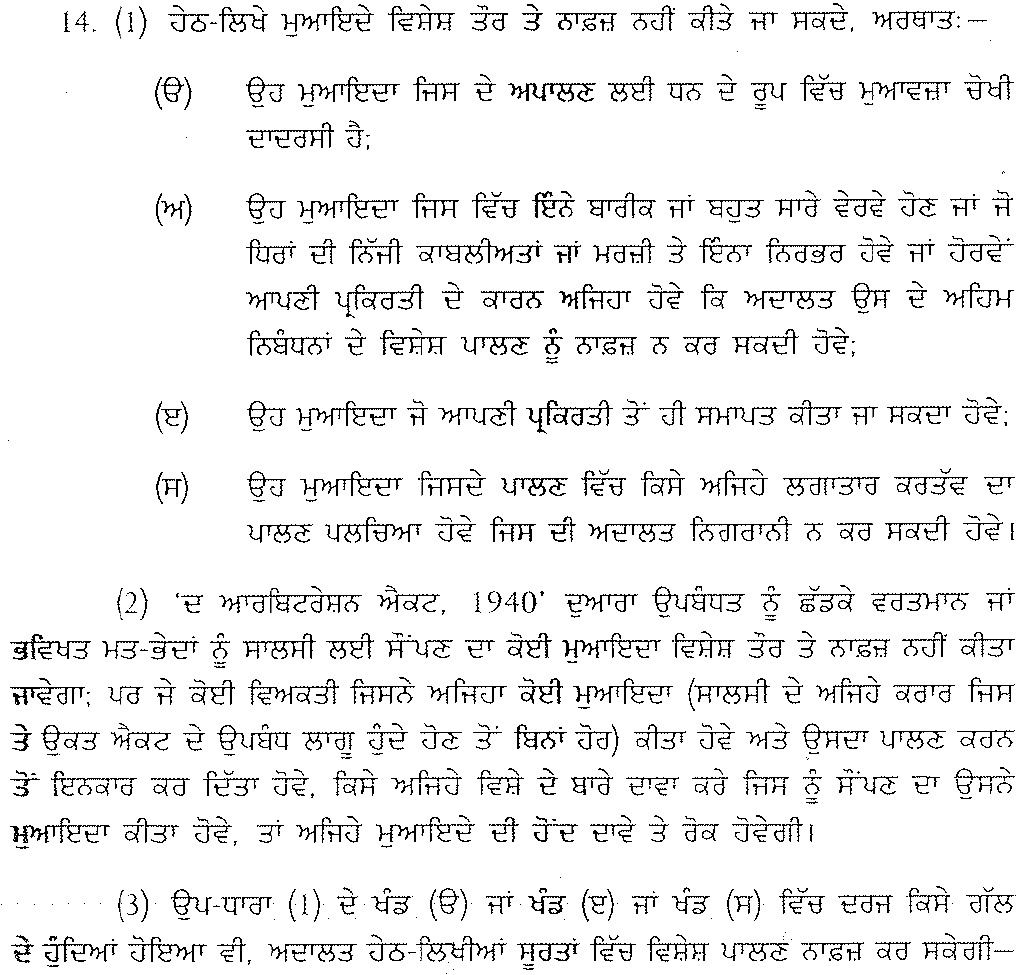 14. (1) ਹੇਠ-ਲਿਖੇ ਮੁਆਇਦੇ ਵਿਸ਼ੇਸ਼ ਤੌਰ ਤੇ ਨਾਫ਼ਜ਼ ਨਹੀਂ ਕੀਤੇ ਜਾ ਸਕਦੇ, ਅਰਥਾਤ:—
(ੳ) ਉਹ ਮੁਆਇਦਾ ਜਿਸ ਦੇ ਅਪਾਲਣ ਲਈ ਧਨ ਦੇ ਰੂਪ ਵਿੱਚ ਮੁਆਵਜ਼ਾ ਚੋਖੀ
ਦਾਦਰਸੀ ਹੈ;
(ਅ) ਉਹ ਮੁਆਇਦਾ ਜਿਸ ਵਿੱਚ ਇੰਨੇ ਬਾਰੀਕ ਜਾਂ ਬਹੁਤ ਸਾਰੇ ਵੇਰਵੇ ਹੋਣ ਜਾਂ ਜੋ
ਧਿਰਾਂ ਦੀ ਨਿੱਜੀ ਕਾਬਲੀਅਤਾਂ ਜਾਂ ਮਰਜ਼ੀ ਤੇ ਇੰਨਾ ਨਿਰਭਰ ਹੋਵੇ ਜਾਂ ਹੋਰਵੇਂ
ਆਪਣੀ ਪ੍ਰਕਿਰਤੀ ਦੇ ਕਾਰਨ ਅਜਿਹਾ ਹੋਵੇ ਕਿ ਅਦਾਲਤ ਉਸ ਦੇ ਅਹਿਮ
ਨਿਬੰਧਨਾਂ ਦੇ ਵਿਸ਼ੇਸ਼ ਪਾਲਣ ਨੂੰ ਨਾਫ਼ਜ਼ ਨ ਕਰ ਸਕਦੀ ਹੋਵੇ;
(ੲ) ਉਹ ਮੁਆਇਦਾ ਜੋ ਆਪਣੀ ਪ੍ਰਕਿਰਤੀ ਤੋਂ ਹੀ ਸਮਾਪਤ ਕੀਤਾ ਜਾ ਸਕਦਾ ਹੋਵੇ;
(ਸ) ਉਹ ਮੁਆਇਦਾ ਜਿਸਦੇ ਪਾਲਣ ਵਿੱਚ ਕਿਸੇ ਅਜਿਹੇ ਲਗਾਤਾਰ ਕਰਤੱਵ ਦਾ
ਪਾਲਣ ਪਲਚਿਆ ਹੋਵੇ ਜਿਸ ਦੀ ਅਦਾਲਤ ਨਿਗਰਾਨੀ ਨ ਕਰ ਸਕਦੀ ਹੋਵੇ।
(2) 'ਦ ਆਰਬਿਟਰੇਸ਼ਨ ਐਕਟ, 1940' ਦੁਆਰਾ ਉਪਬੰਧਤ ਨੂੰ ਛੱਡਕੇ ਵਰਤਮਾਨ ਜਾਂ
ਭਵਿਖਤ ਮਤ-ਭੇਦਾਂ ਨੂੰ ਸਾਲਸੀ ਲਈ ਸੌਂਪਣ ਦਾ ਕੋਈ ਮੁਆਇਦਾ ਵਿਸ਼ੇਸ਼ ਤੌਰ ਤੇ ਨਾਫ਼ਜ਼ ਨਹੀਂ ਕੀਤਾ
ਜਾਵੇਗਾ; ਪਰ ਜੇ ਕੋਈ ਵਿਅਕਤੀ ਜਿਸਨੇ ਅਜਿਹਾ ਕੋਈ ਮੁਆਇਦਾ (ਸਾਲਸੀ ਦੇ ਅਜਿਹੇ ਕਰਾਰ ਜਿਸ
ਤੇ ਉਕਤ ਐਕਟ ਦੇ ਉਪਬੰਧ ਲਾਗੂ ਹੁੰਦੇ ਹੋਣ ਤੋਂ ਬਿਨਾਂ ਹੋਰ) ਕੀਤਾ ਹੋਵੇ ਅਤੇ ਉਸਦਾ ਪਾਲਣ ਕਰਨ
ਤੋਂ ਇਨਕਾਰ ਕਰ ਦਿੱਤਾ ਹੋਵੇ, ਕਿਸੇ ਅਜਿਹੇ ਵਿਸ਼ੇ ਦੇ ਬਾਰੇ ਦਾਵਾ ਕਰੇ ਜਿਸ ਨੂੰ ਸੌਂਪਣ ਦਾ ਉਸਨੇ
ਮੁਆਇਦਾ ਕੀਤਾ ਹੋਵੇ, ਤਾਂ ਅਜਿਹੇ ਮੁਆਇਦੇ ਦੀ ਹੋਂਦ ਦਾਵੇ ਤੇ ਰੋਕ ਹੋਵੇਗੀ।
(3) ਉਪ-ਧਾਰਾ (1) ਦੇ ਖੰਡ (ੳ) ਜਾਂ ਖੰਡ (ੲ) ਜਾਂ ਖੰਡ (ਸ) ਵਿੱਚ ਦਰਜ ਕਿਸੇ ਗੱਲ
ਦੇ ਹੁੰਦਿਆਂ ਹੋਇਆ ਵੀ, ਅਦਾਲਤ ਹੇਠ-ਲਿਖੀਆਂ ਸੂਰਤਾਂ ਵਿੱਚ ਵਿਸ਼ੇਸ਼ ਪਾਲਣ ਨਾਫ਼ਜ਼ ਕਰ ਸਕੇਗੀ—